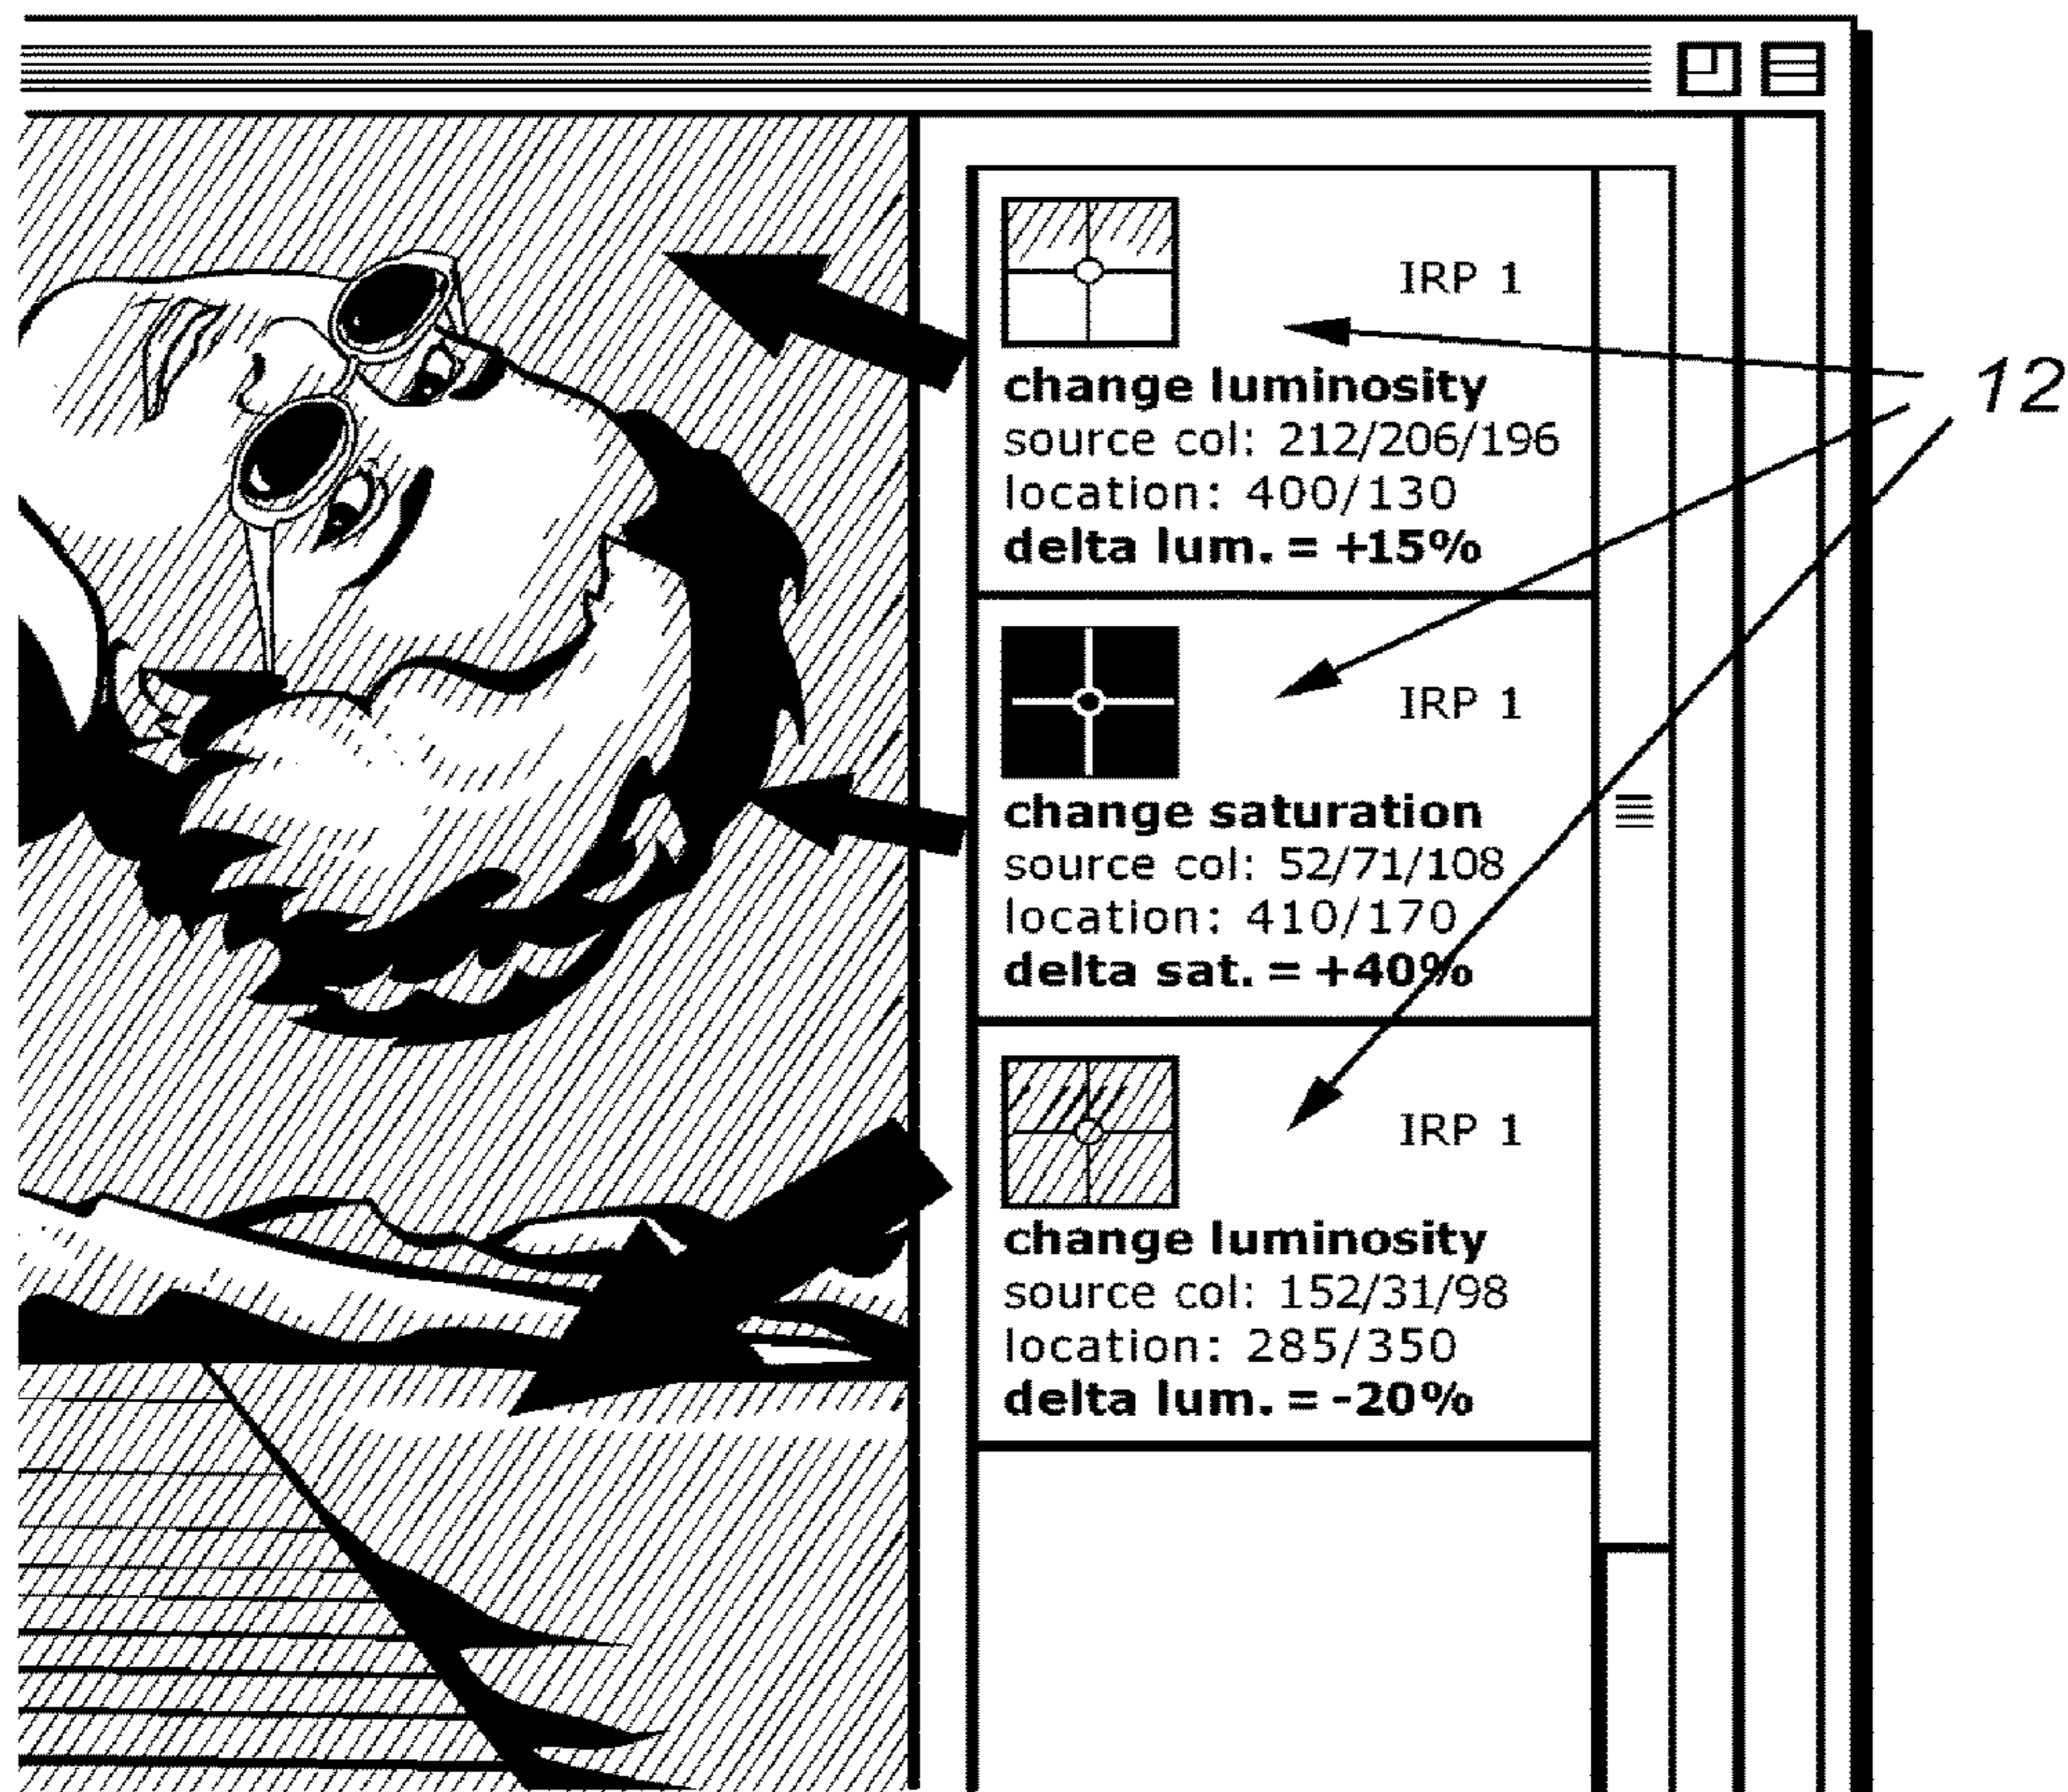 IRP 1
change luminosity
source col: 212/206/196
location: 400/130
delta lum. = +15%
IRP 1
change saturation
source col: 52/71/108
location: 410/170
delta sat. = +40%
IRP 1
change luminosity
source col: 152/31/98
location: 285/350
delta lum. = -20%
12